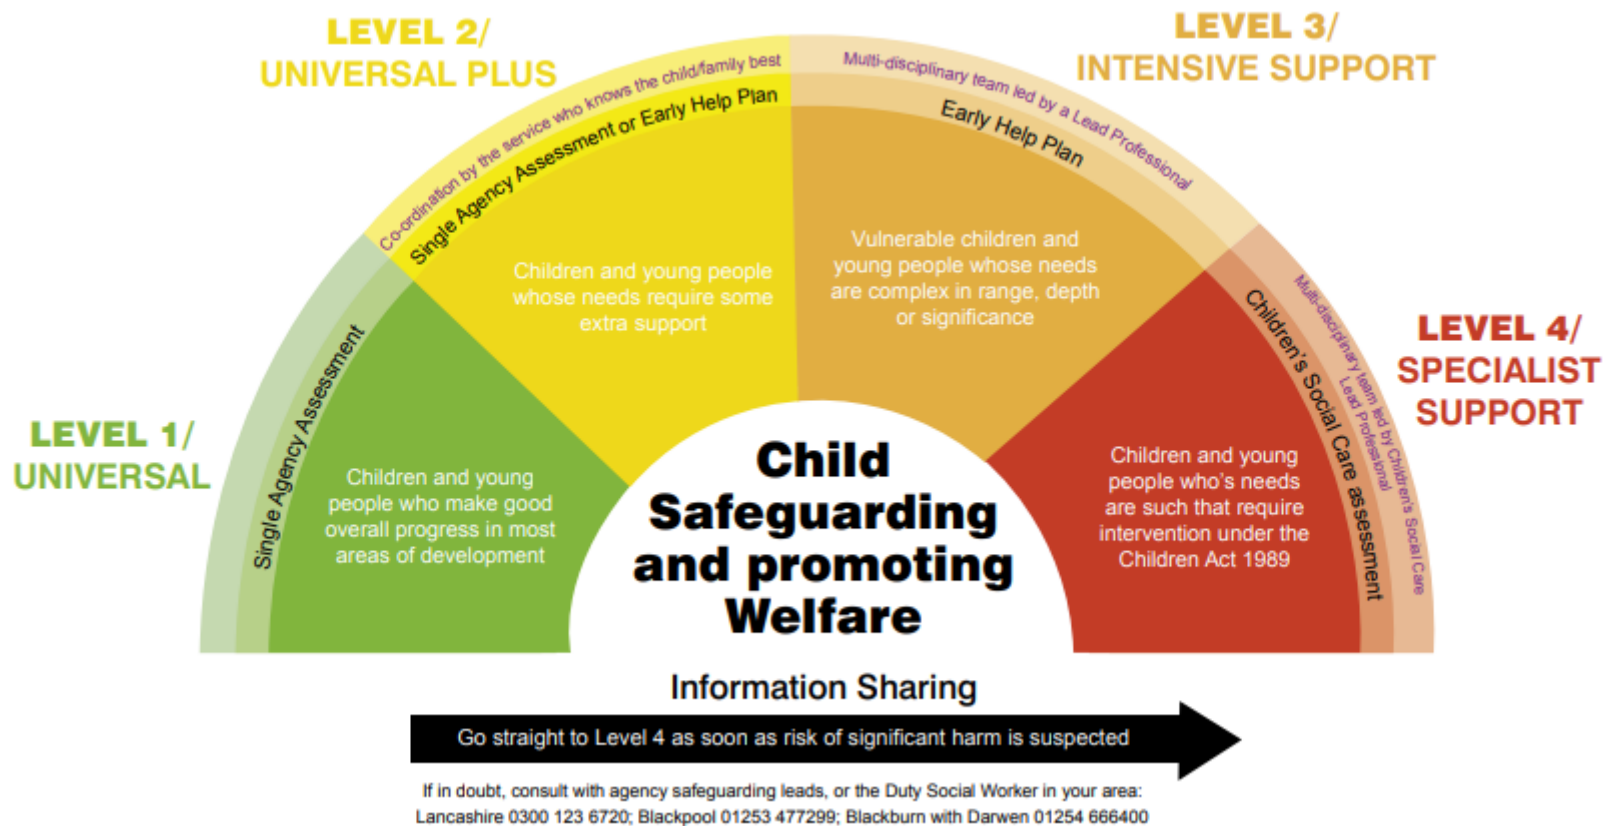 LEVEL 1/
UNIVERSAL
Single Agency Assessment
Children and young
people who make good
overall progress in most
areas of development
LEVEL 2/
UNIVERSAL PLUS
Co-ordination by the service who knows the child/family best
Single Agency Assessment or Early Help Plan
Children and young people
whose needs require some
extra support
LEVEL 3/
INTENSIVE SUPPORT
Multi-disciplinary team led by a Lead Professional
Early Help Plan
Vulnerable children and
young people whose needs
are complex in range, depth
or significance
LEVEL 4/
SPECIALIST
SUPPORT
Multi-disciplinary team led by Children's Social Care
Lead Professional
Children's Social Care assessment
Children and young
people who's needs
are such that require
intervention under the
Children Act 1989
Child
Safeguarding
and promoting
Welfare
Information Sharing
Go straight to Level 4 as soon as risk of significant harm is suspected
If in doubt, consult with agency safeguarding leads, or the Duty Social Worker in your area:
Lancashire 0300 123 6720; Blackpool 01253 477299; Blackburn with Darwen 01254 666400